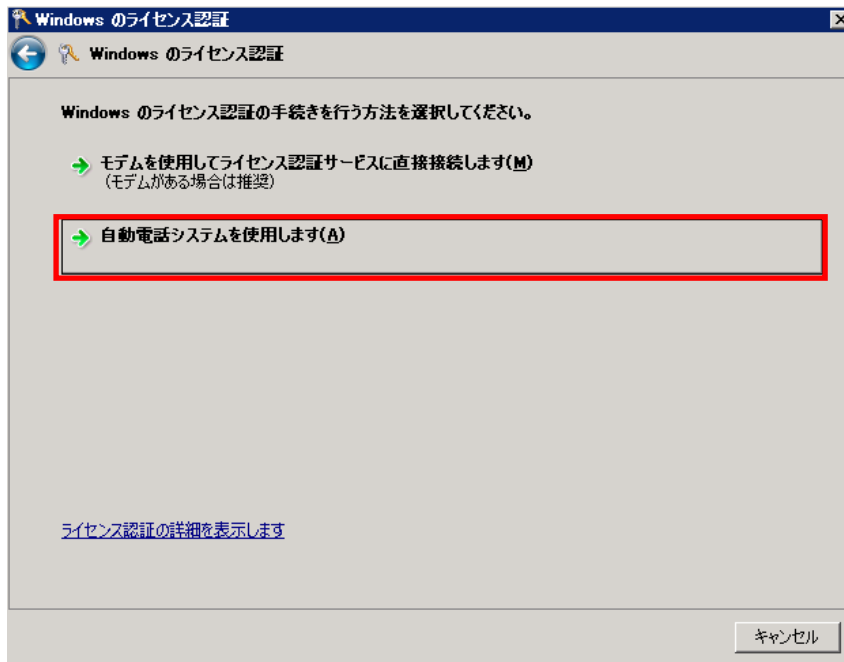 Windows のライセンス認証
Windows のライセンス認証
Windows のライセンス認証の手続きを行う方法を選択してください。
モデムを使用してライセンス認証サービスに直接接続します(M)
(モデムがある場合は推奨)
自動電話システムを使用します(A)
ライセンス認証の詳細を表示します
キャンセル